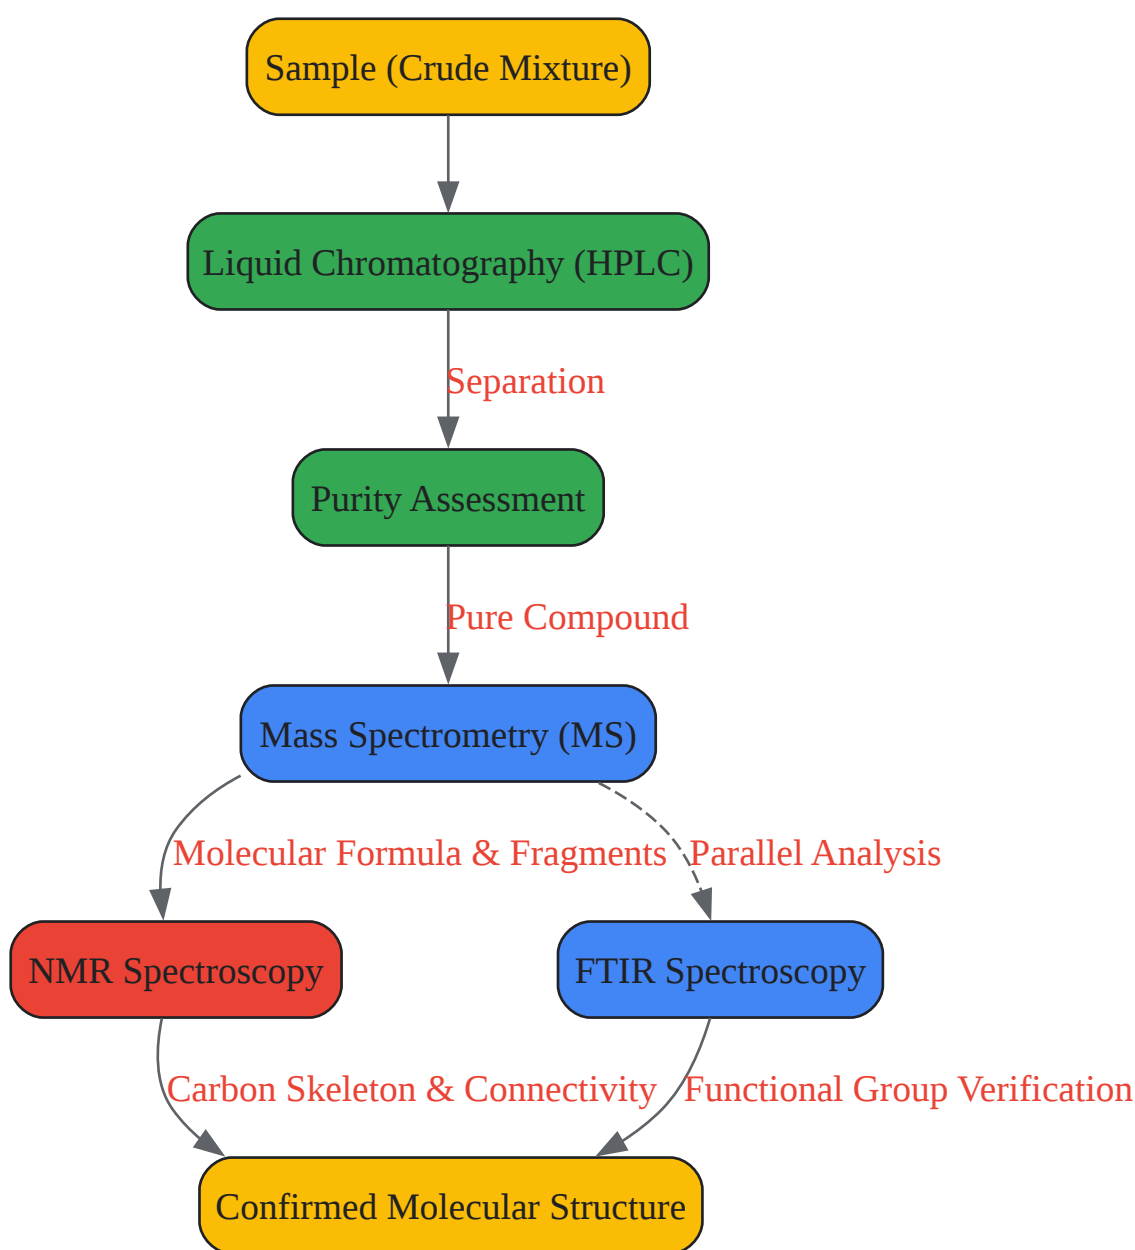 Sample (Crude Mixture)
Liquid Chromatography (HPLC)
Separation
Purity Assessment
Pure Compound
Mass Spectrometry (MS)
Molecular Formula & Fragments
Parallel Analysis
NMR Spectroscopy
FTIR Spectroscopy
Carbon Skeleton & Connectivity
Functional Group Verification
Confirmed Molecular Structure